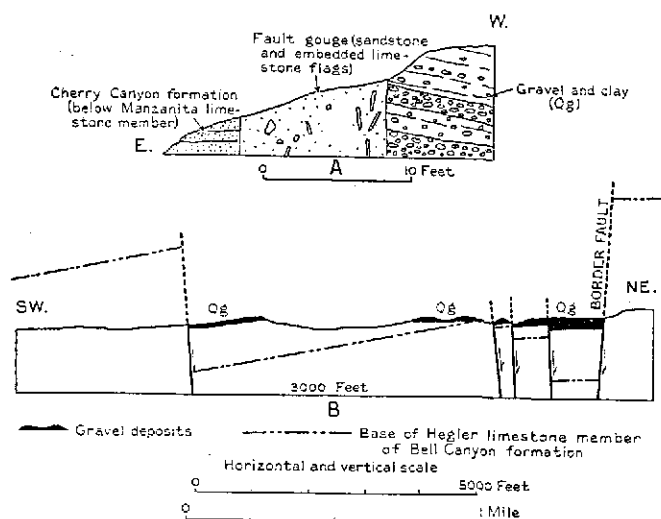 W.
Fault gouge (sandstone
and embedded lime-
stone flags)
Cherry Canyon formation
(below Manzanita lime-
stone member)
Gravel and clay
(Qg)
E.
A
0 10 Feet
BORDER FAULT
SW.
Qg
Qg
Qg
NE.
3000 Feet
B
Gravel deposits
Base of Hegler limestone member
of Bell Canyon formation
Horizontal and vertical scale
0 5000 Feet
0 1 Mile